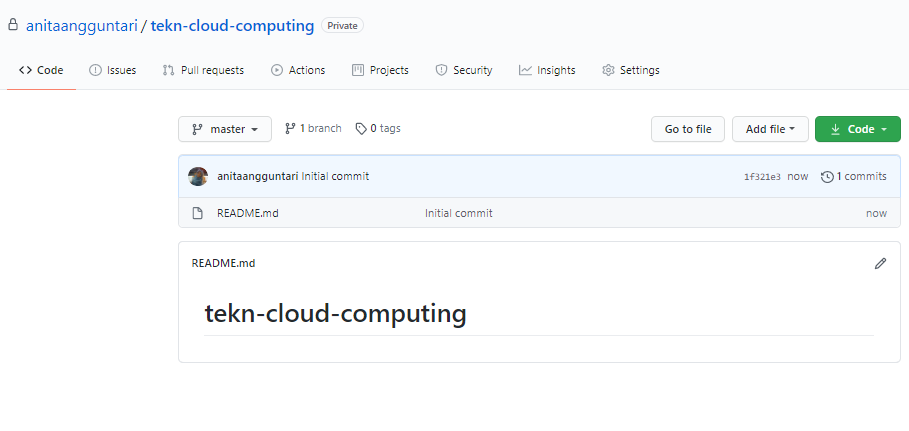 anitaangguntari / tekn-cloud-computing Private
Code Issues Pull requests Actions Projects Security Insights Settings
master 1 branch 0 tags Go to file Add file Code
anitaangguntari Initial commit 1f321e3 now 1 commits
README.md Initial commit now
README.md
tekn-cloud-computing